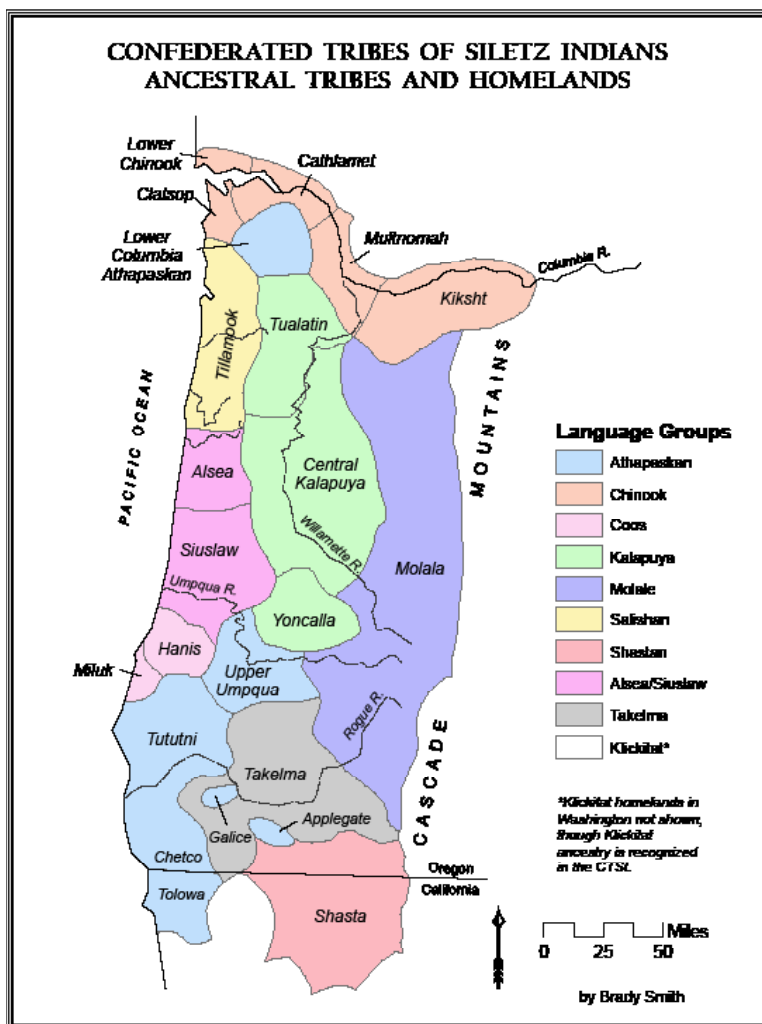 CONFEDERATED TRIBES OF SILETZ INDIANS
ANCESTRAL TRIBES AND HOMELANDS
Lower
Chinook
Cathlamet
Clatsop
Multnomah
Lower
Columbia
Athapaskan
Columbia R.
Kiksht
Tualatin
Tillamook
PACIFIC OCEAN
MOUNTAINS
Alsea
Central
Kalapuya
Siuslaw
Willamette R.
Umpqua R.
Molala
Yoncalla
Hanis
Miluk
Upper
Umpqua
Rogue R.
Tututni
Takelma
CASCADE
Applegate
Galice
Chetco
Oregon
California
Tolowa
Shasta
Language Groups
Athapaskan
Chinook
Coos
Kalapuya
Molale
Salishan
Shastan
Alsea/Siuslaw
Takelma
Klickitat*
*Klickitat homelands in
Washington not shown,
though Klickitat
ancestry is recognized
in the CTSI.
Miles
0 25 50
by Brady Smith